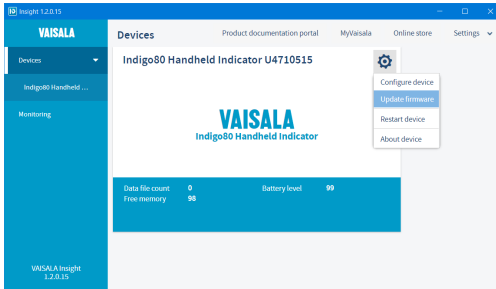 Insight 1.2.0.15
VAISALA
Devices
Product documentation portal
MyVaisala
Online store
Settings
Devices
Indigo80 Handheld ...
Monitoring
Indigo80 Handheld Indicator U4710515
Configure device
Update firmware
Restart device
About device
VAISALA
Indigo80 Handheld Indicator
Data file count 0
Battery level 99
Free memory 98
VAISALA Insight
1.2.0.15